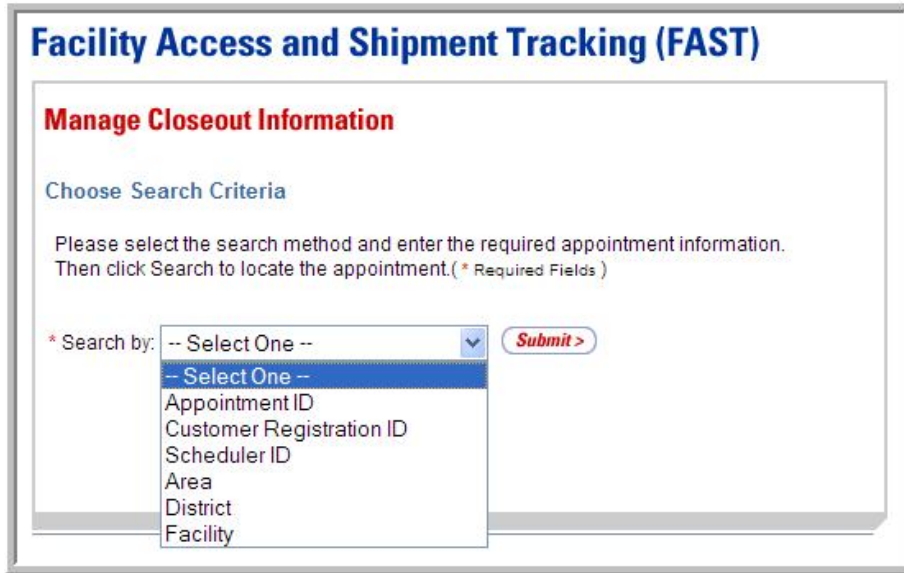 Facility Access and Shipment Tracking (FAST)
Manage Closeout Information
Choose Search Criteria
Please select the search method and enter the required appointment information.
Then click Search to locate the appointment.( * Required Fields )
* Search by: -- Select One -- Submit >
-- Select One --
Appointment ID
Customer Registration ID
Scheduler ID
Area
District
Facility